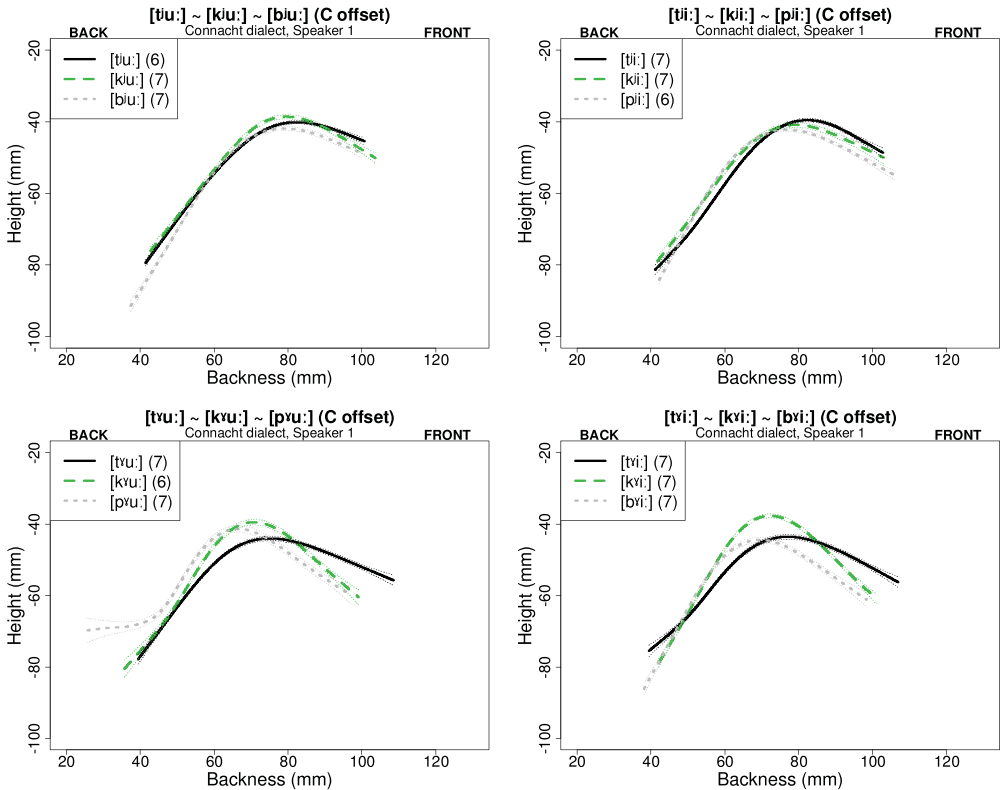 [tʲuː] ~ [kʲuː] ~ [bʲuː] (C offset)
Connacht dialect, Speaker 1
BACK FRONT
[tʲuː] (6)
[kʲuː] (7)
[bʲuː] (7)
Height (mm)
-20
-40
-60
-80
-100
20 40 60 80 100 120
Backness (mm)
[tʲiː] ~ [kʲiː] ~ [pʲiː] (C offset)
Connacht dialect, Speaker 1
BACK FRONT
[tʲiː] (7)
[kʲiː] (7)
[pʲiː] (6)
Height (mm)
-20
-40
-60
-80
-100
20 40 60 80 100 120
Backness (mm)
[tˠuː] ~ [kˠuː] ~ [pˠuː] (C offset)
Connacht dialect, Speaker 1
BACK FRONT
[tˠuː] (7)
[kˠuː] (6)
[pˠuː] (7)
Height (mm)
-20
-40
-60
-80
-100
20 40 60 80 100 120
Backness (mm)
[tˠiː] ~ [kˠiː] ~ [bˠiː] (C offset)
Connacht dialect, Speaker 1
BACK FRONT
[tˠiː] (7)
[kˠiː] (7)
[bˠiː] (7)
Height (mm)
-20
-40
-60
-80
-100
20 40 60 80 100 120
Backness (mm)